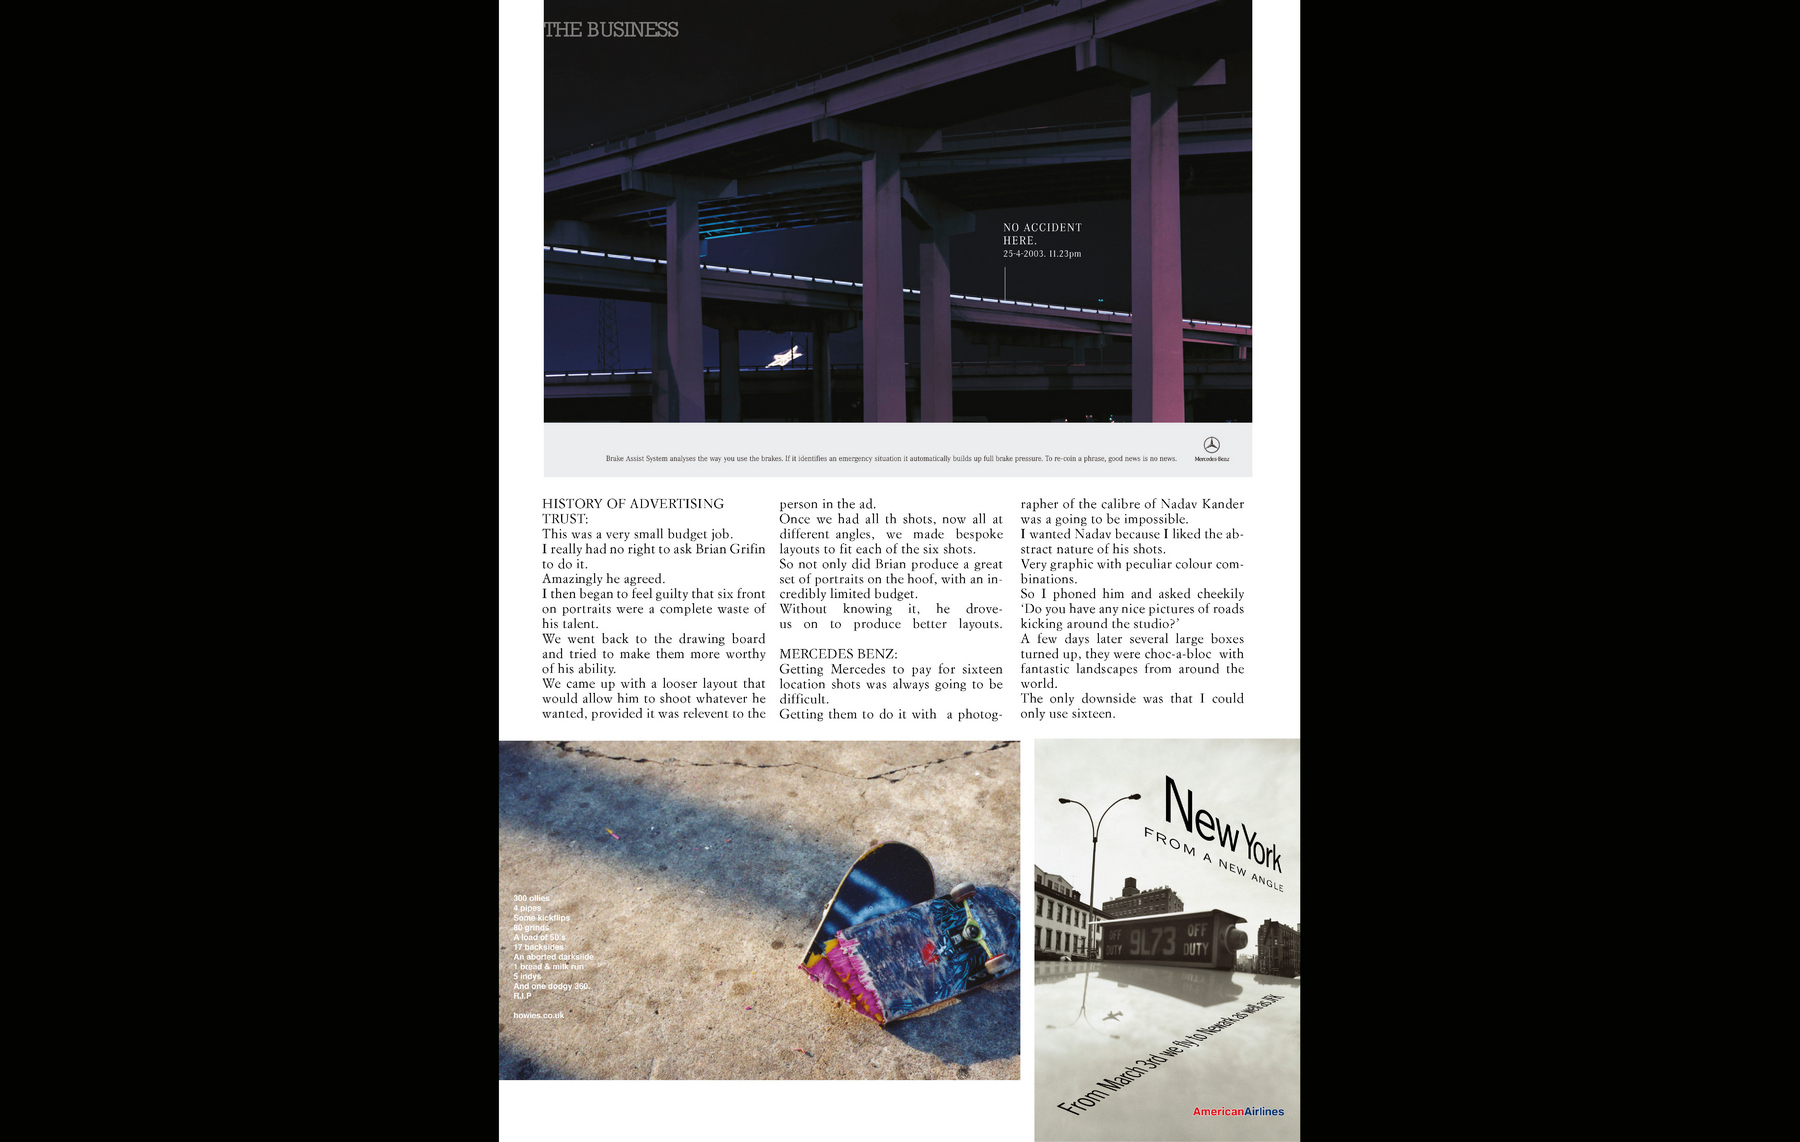 THE BUSINESS
NO ACCIDENT
HERE.
25-4-2003. 11.23pm
Brake Assist System analyses the way you use the brakes. If it identifies an emergency situation it automatically builds up full brake pressure. To re-coin a phrase, good news is no news.
Mercedes-Benz
HISTORY OF ADVERTISING
TRUST:
This was a very small budget job.
I really had no right to ask Brian Grifin
to do it.
Amazingly he agreed.
I then began to feel guilty that six front
on portraits were a complete waste of
his talent.
We went back to the drawing board
and tried to make them more worthy
of his ability.
We came up with a looser layout that
would allow him to shoot whatever he
wanted, provided it was relevent to the
person in the ad.
Once we had all th shots, now all at
different angles, we made bespoke
layouts to fit each of the six shots.
So not only did Brian produce a great
set of portraits on the hoof, with an in-
credibly limited budget.
Without knowing it, he drove-
us on to produce better layouts.
MERCEDES BENZ:
Getting Mercedes to pay for sixteen
location shots was always going to be
difficult.
Getting them to do it with a photog-
rapher of the calibre of Nadav Kander
was a going to be impossible.
I wanted Nadav because I liked the ab-
stract nature of his shots.
Very graphic with peculiar colour com-
binations.
So I phoned him and asked cheekily
‘Do you have any nice pictures of roads
kicking around the studio?’
A few days later several large boxes
turned up, they were choc-a-bloc with
fantastic landscapes from around the
world.
The only downside was that I could
only use sixteen.
300 ollies
4 pipes
Some kickflips
80 grinds
A load of 50's
17 backsides
An aborted darkslide
1 bread & milk run
5 indys
And one dodgy 360.
R.I.P
howies.co.uk
New York
FROM A NEW ANGLE
OFF DUTY 9L73 OFF DUTY
From March 3rd we fly to Newark as well as JFK
AmericanAirlines